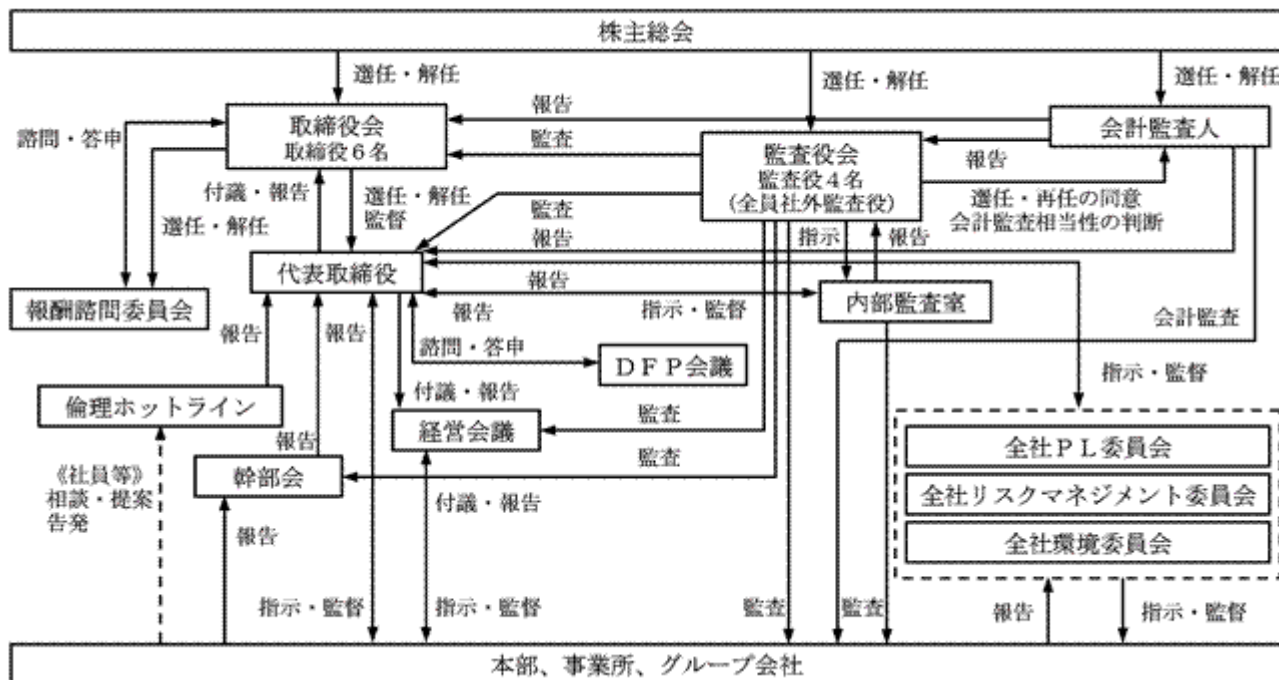 株主総会
選任・解任
選任・解任
選任・解任
報告
諮問・答申
取締役会
取締役6名
監査
監査役会
監査役4名
(全員社外監査役)
会計監査人
報告
付議・報告
選任・解任
監督
選任・再任の同意
会計監査相当性の判断
選任・解任
監査
報告
指示
報告
代表取締役
報告
内部監査室
報酬諮問委員会
報告
報告
報告
指示・監督
会計監査
諮問・答申
DFP会議
指示・監督
倫理ホットライン
付議・報告
経営会議
監査
報告
全社PL委員会
《社員等》
相談・提案
告発
幹部会
監査
付議・報告
全社リスクマネジメント委員会
報告
全社環境委員会
指示・監督
指示・監督
監査
監査
報告
指示・監督
本部、事業所、グループ会社